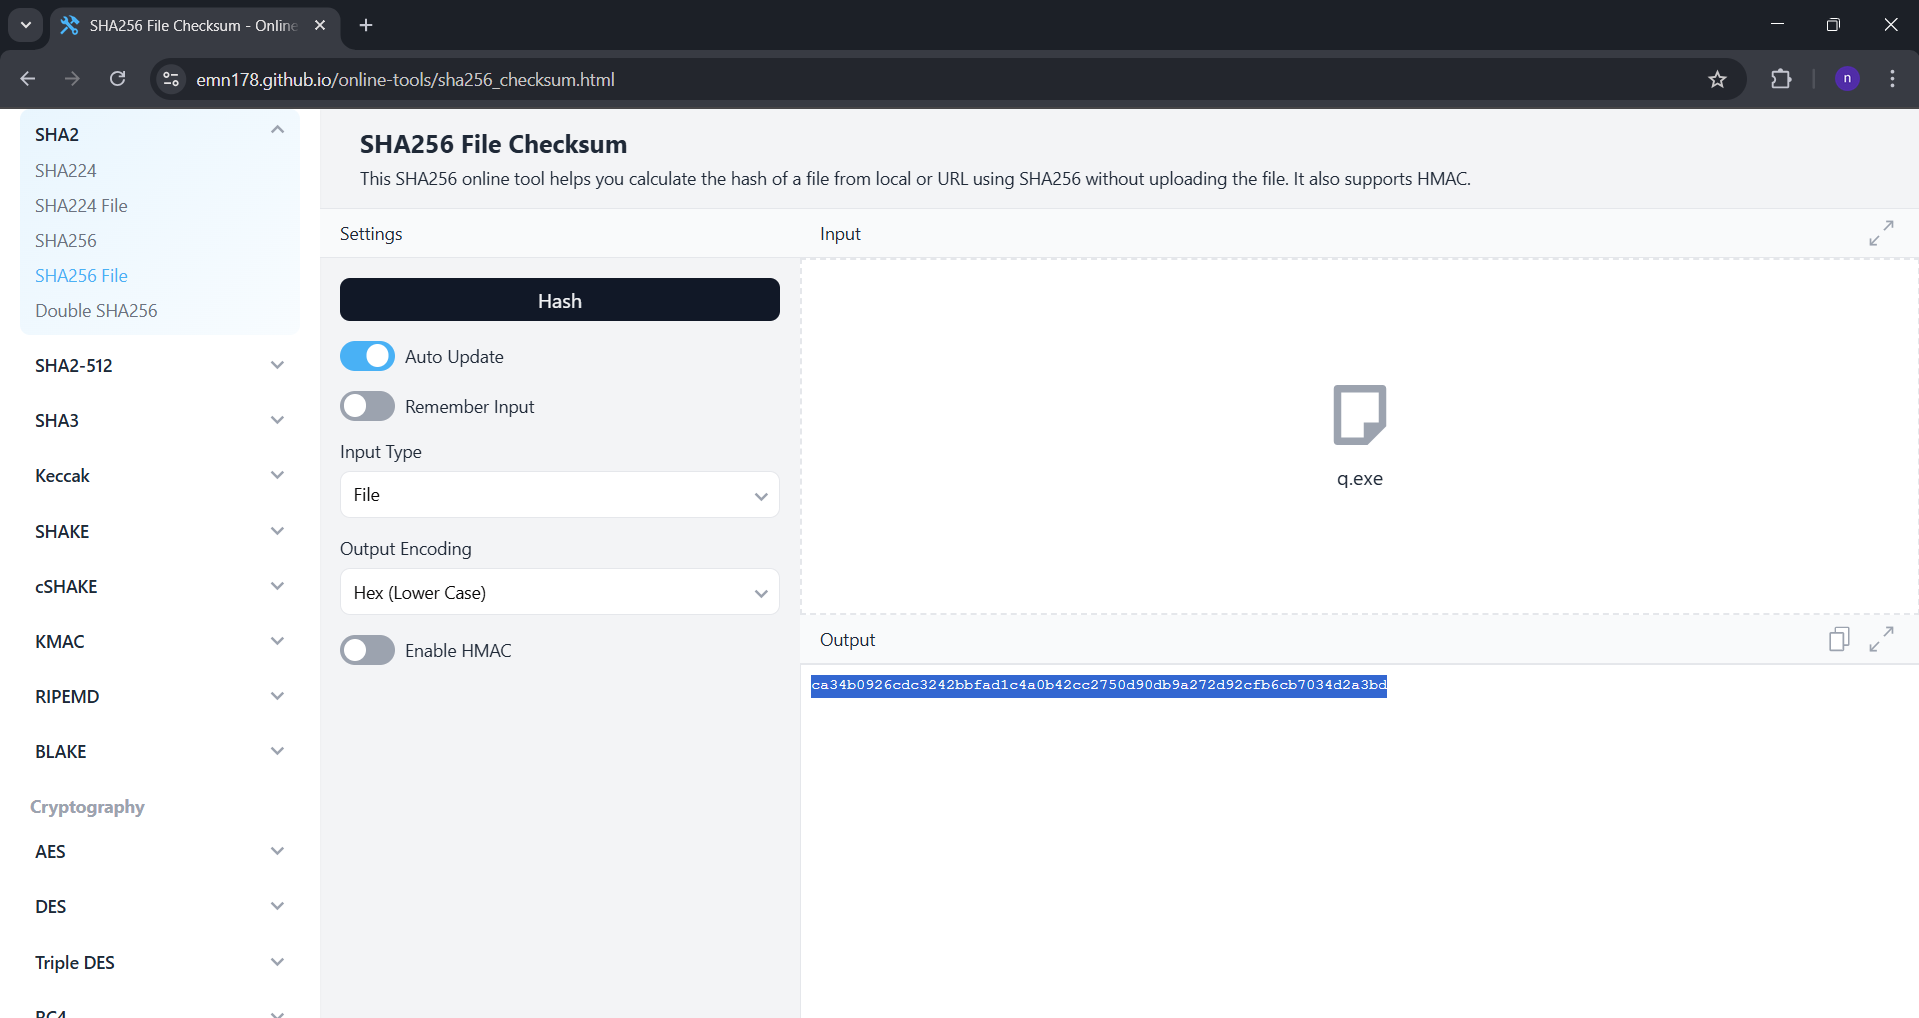 SHA256 File Checksum - Online
emn178.github.io/online-tools/sha256_checksum.html
n
SHA2
SHA224
SHA224 File
SHA256
SHA256 File
Double SHA256
SHA2-512
SHA3
Keccak
SHAKE
cSHAKE
KMAC
RIPEMD
BLAKE
Cryptography
AES
DES
Triple DES
RC4
SHA256 File Checksum
This SHA256 online tool helps you calculate the hash of a file from local or URL using SHA256 without uploading the file. It also supports HMAC.
Settings
Hash
Auto Update
Remember Input
Input Type
File
Output Encoding
Hex (Lower Case)
Enable HMAC
Input
q.exe
Output
ca34b0926cdc3242bbfad1c4a0b42cc2750d90db9a272d92cfb6cb7034d2a3bd